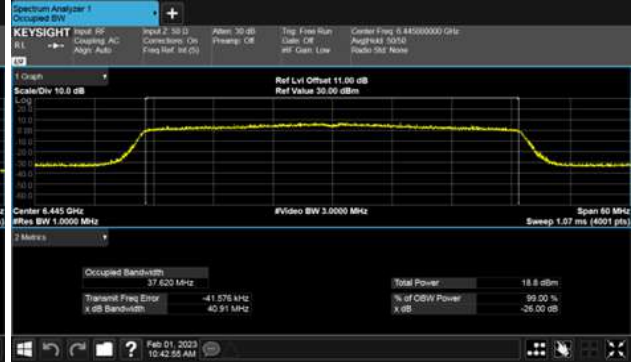 Spectrum Analyzer 1
Occupied BW
+
KEYSIGHT Input: RF Input Z: 50 Ω Atten: 30 dB Trig: Free Run Center Freq: 6.445000000 GHz
RL Coupling: AC Corrections: On Preamp: Off Gate: Off Avg|Hold: 50/50
Align: Auto Freq Ref: Int (S) #IF Gain: Low Radio Std: None
1 Graph
Ref Lvl Offset 11.00 dB
Scale/Div 10.0 dB Ref Value 30.00 dBm
Log
20.0
10.0
0.00
-10.0
-20.0
-30.0
-40.0
-50.0
-60.0
Center 6.445 GHz #Video BW 3.0000 MHz Span 60 MHz
#Res BW 1.0000 MHz Sweep 1.07 ms (4001 pts)
2 Metrics
Occupied Bandwidth
37.620 MHz Total Power 18.8 dBm
Transmit Freq Error -41.576 kHz % of OBW Power 99.00 %
x dB Bandwidth 40.91 MHz x dB -26.00 dB
? Feb 01, 2023
10:42:55 AM